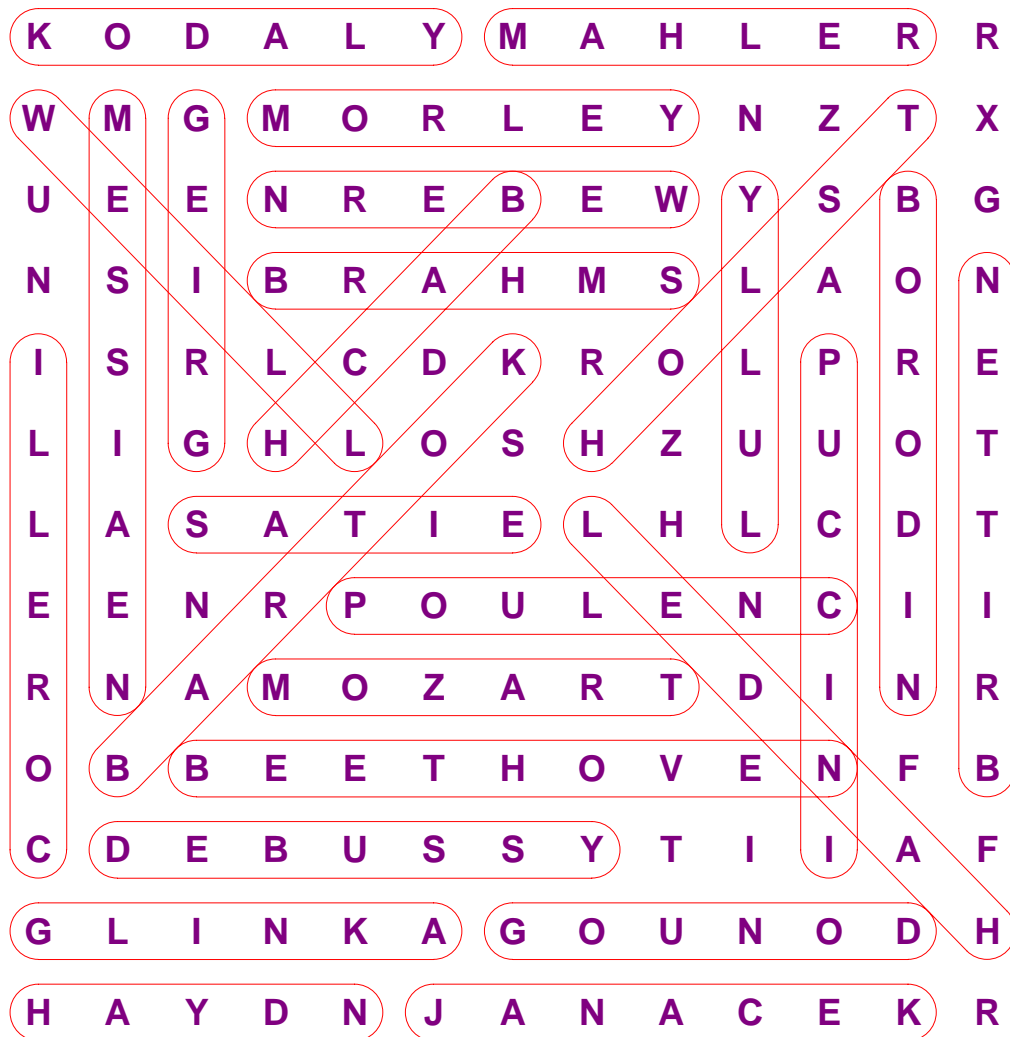 K O D A L Y M A H L E R R
W M G M O R L E Y N Z T X
U E E N R E B E W Y S B G
N S I B R A H M S L A O N
I S R L C D K R O L P R E
L I G H L O S H Z U U O T
L A S A T I E L H L C D T
E E N R P O U L E N C I I
R N A M O Z A R T D I N R
O B B E E T H O V E N F B
C D E B U S S Y T I I A F
G L I N K A G O U N O D H
H A Y D N J A N A C E K R